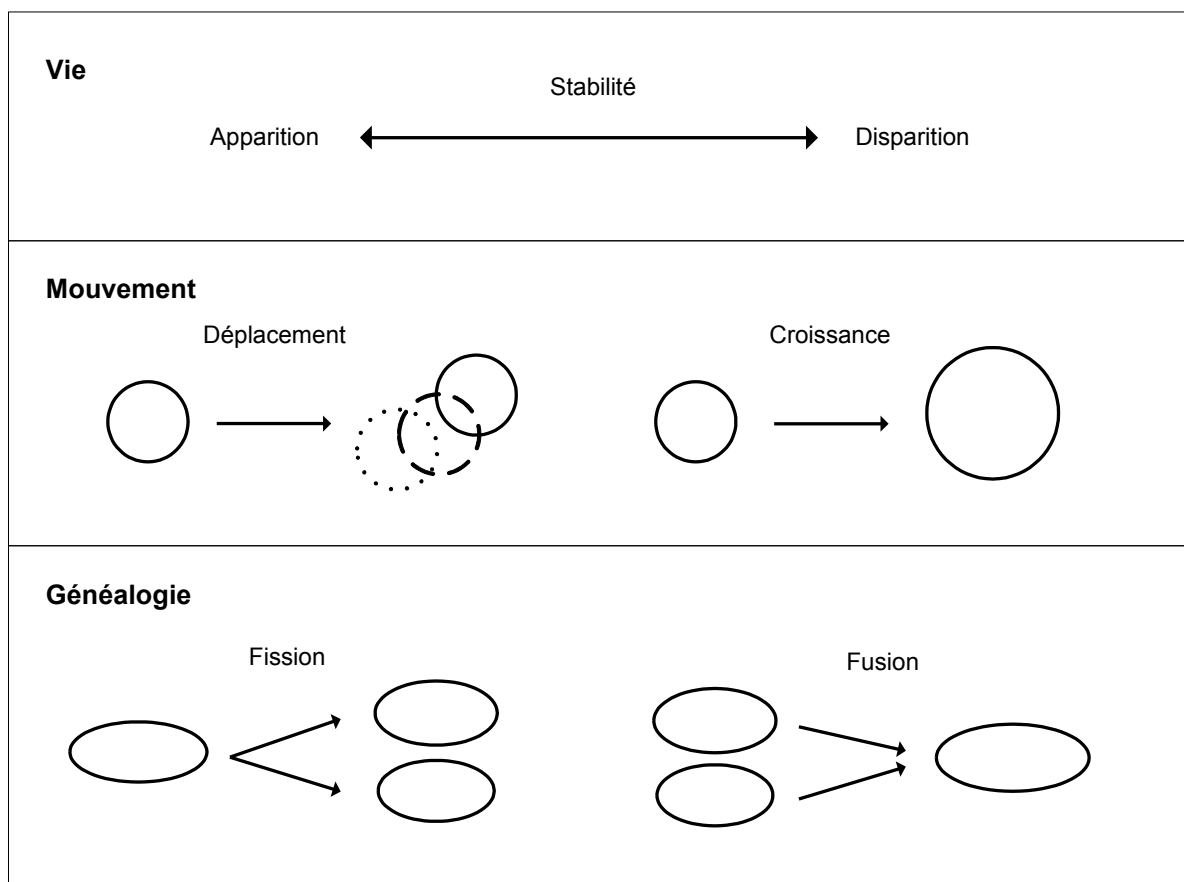 Vie
Stabilité
Apparition
Disparition
Mouvement
Déplacement
Croissance
Généalogie
Fission
Fusion